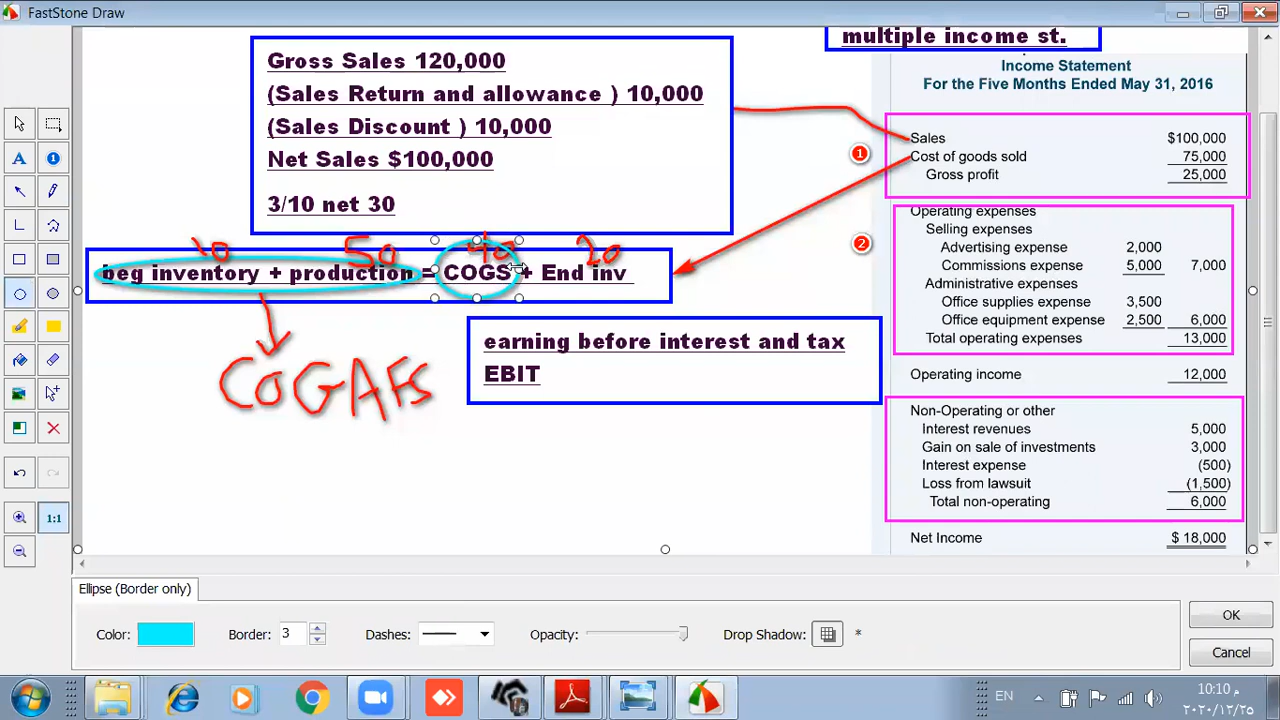 FastStone Draw
Gross Sales 120,000
(Sales Return and allowance ) 10,000
(Sales Discount ) 10,000
Net Sales $100,000
3/10 net 30
10 50 40 20
beg inventory + production = COGS + End inv
COGAFS
earning before interest and tax
EBIT
multiple income st.
Income Statement
For the Five Months Ended May 31, 2016
1
Sales $100,000
Cost of goods sold 75,000
Gross profit 25,000
2
Operating expenses
Selling expenses
Advertising expense 2,000
Commissions expense 5,000 7,000
Administrative expenses
Office supplies expense 3,500
Office equipment expense 2,500 6,000
Total operating expenses 13,000
Operating income 12,000
Non-Operating or other
Interest revenues 5,000
Gain on sale of investments 3,000
Interest expense (500)
Loss from lawsuit (1,500)
Total non-operating 6,000
Net Income $ 18,000
A 1
1:1
Ellipse (Border only)
Color: Border: 3 Dashes: Opacity: Drop Shadow: *
OK
Cancel
EN
10:10 م
٢٠٢٠/١٢/٢٥